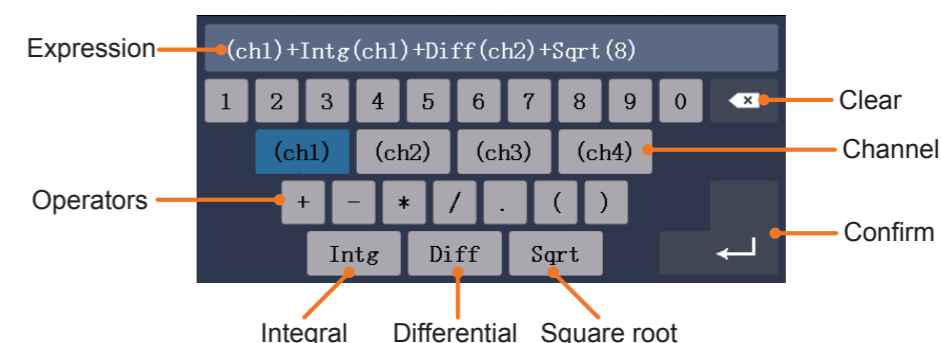 Expression
(ch1)+Intg(ch1)+Diff(ch2)+Sqrt(8)
1 2 3 4 5 6 7 8 9 0
Clear
(ch1) (ch2) (ch3) (ch4)
Channel
Operators
+ - * / . ( )
Confirm
Intg Diff Sqrt
Integral Differential Square root